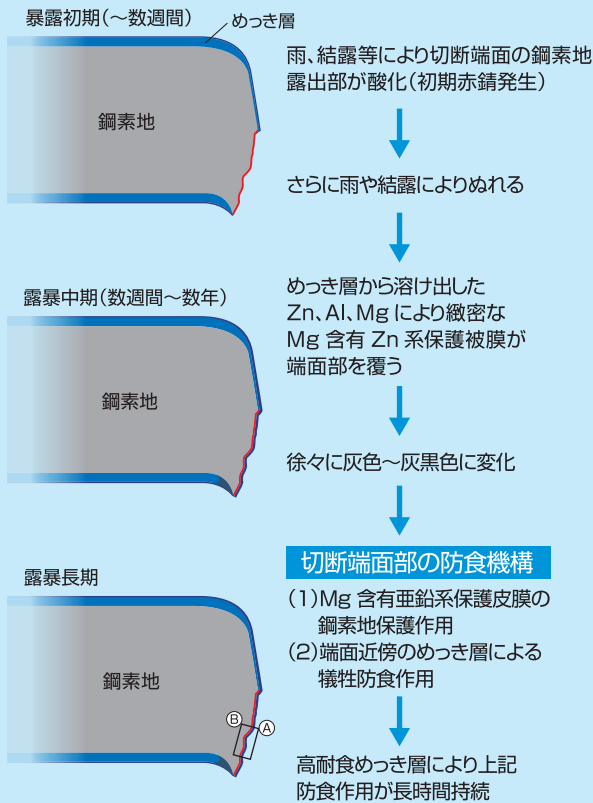 暴露初期（〜数週間）
めっき層
鋼素地
雨、結露等により切断端面の鋼素地
露出部が酸化（初期赤錆発生）
さらに雨や結露によりぬれる
露暴中期（数週間〜数年）
鋼素地
めっき層から溶け出した
Zn、Al、Mg により緻密な
Mg 含有 Zn 系保護被膜が
端面部を覆う
徐々に灰色〜灰黒色に変化
露暴長期
鋼素地
Ⓑ
Ⓐ
切断端面部の防食機構
（1）Mg 含有亜鉛系保護皮膜の
鋼素地保護作用
（2）端面近傍のめっき層による
犠牲防食作用
高耐食めっき層により上記
防食作用が長時間持続